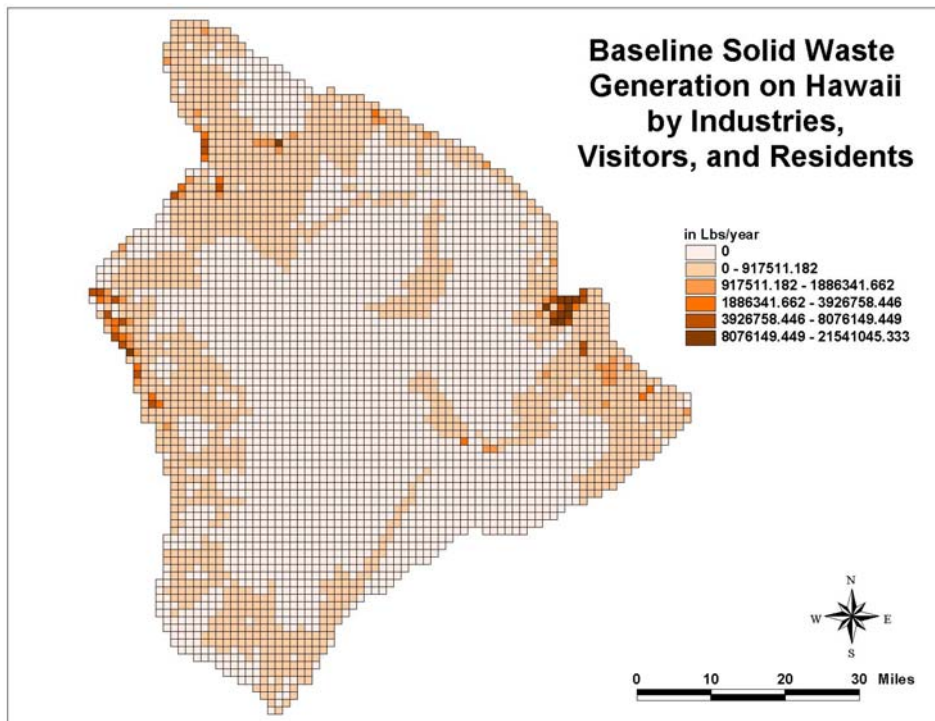 Baseline Solid Waste
Generation on Hawaii
by Industries,
Visitors, and Residents
in Lbs/year
0
0 - 917511.182
917511.182 - 1886341.662
1886341.662 - 3926758.446
3926758.446 - 8076149.449
8076149.449 - 21541045.333
N
W E
S
0 10 20 30 Miles